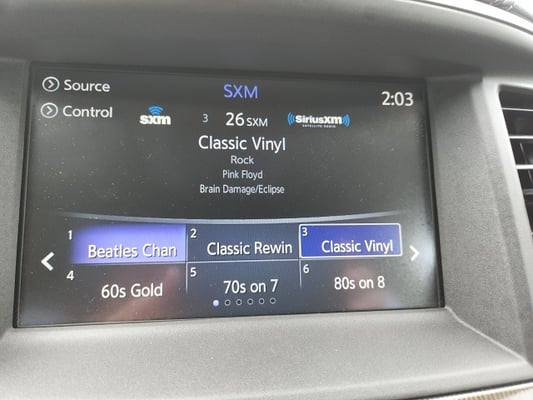 Source
SXM
2:03
Control
sxm
3 26 SXM
SiriusXM
SATELLITE RADIO
Classic Vinyl
Rock
Pink Floyd
Brain Damage/Eclipse
1 Beatles Chan
2 Classic Rewin
3 Classic Vinyl
4 60s Gold
5 70s on 7
6 80s on 8